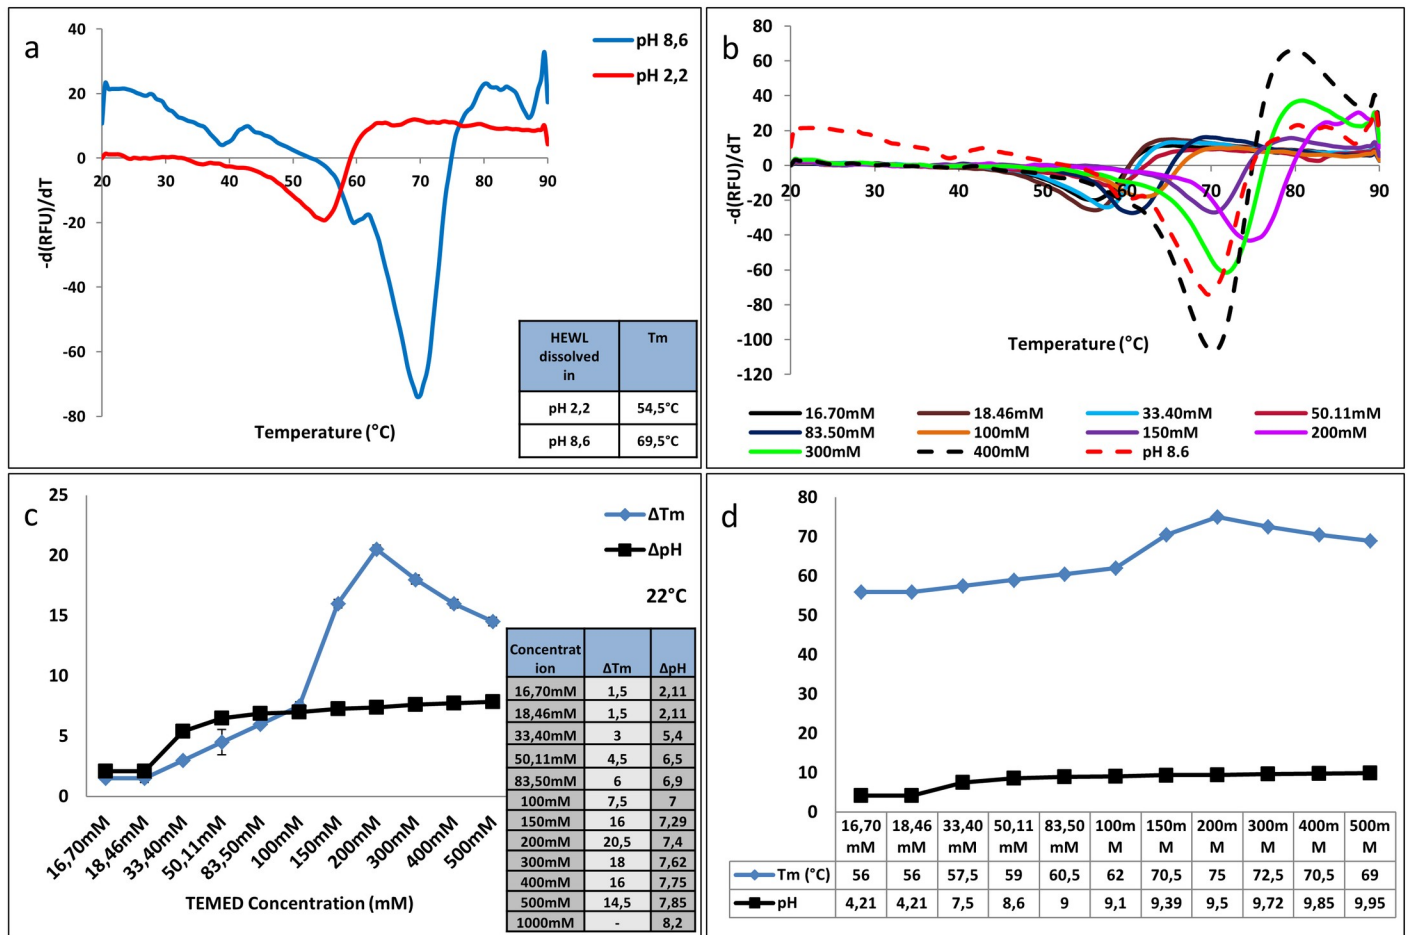 a
pH 8,6
pH 2,2
40
20
0
-20
-40
-60
-80
20 30 40 50 60 70 80 90
-d(RFU)/dT
Temperature (°C)
HEWL dissolved in Tm
pH 2,2 54,5°C
pH 8,6 69,5°C
b
80
60
40
20
0
-20
-40
-60
-80
-100
-120
20 30 40 50 60 70 80 90
-d(RFU)/dT
Temperature (°C)
16.70mM 18.46mM 33.40mM 50.11mM
83.50mM 100mM 150mM 200mM
300mM 400mM pH 8.6
c
ΔTm
ΔpH
22°C
25
20
15
10
5
0
16,70mM 18,46mM 33,40mM 50,11mM 83,50mM 100mM 150mM 200mM 300mM 400mM 500mM
TEMED Concentration (mM)
Concentrat ion ΔTm ΔpH
16,70mM 1,5 2,11
18,46mM 1,5 2,11
33,40mM 3 5,4
50,11mM 4,5 6,5
83,50mM 6 6,9
100mM 7,5 7
150mM 16 7,29
200mM 20,5 7,4
300mM 18 7,62
400mM 16 7,75
500mM 14,5 7,85
1000mM - 8,2
d
80
70
60
50
40
30
20
10
0
16,70 18,46 33,40 50,11 83,50 100m 150m 200m 300m 400m 500m
mM mM mM mM mM M M M M M M
Tm (°C) 56 56 57,5 59 60,5 62 70,5 75 72,5 70,5 69
pH 4,21 4,21 7,5 8,6 9 9,1 9,39 9,5 9,72 9,85 9,95